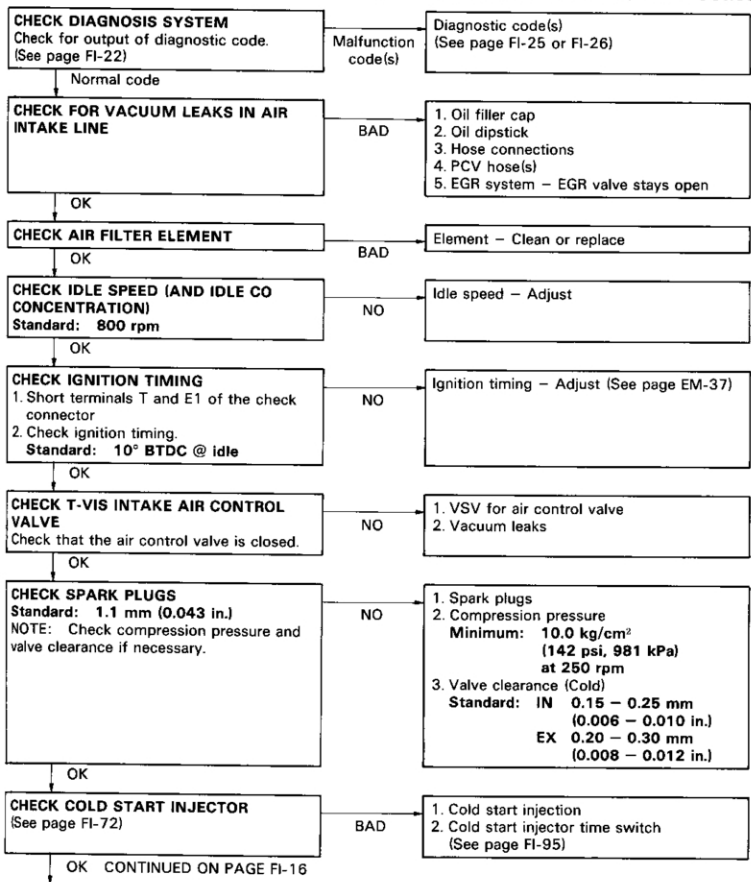 CHECK DIAGNOSIS SYSTEM
Check for output of diagnostic code.
(See page FI-22)
Malfunction
code(s)
Diagnostic code(s)
(See page FI-25 or FI-26)
Normal code
CHECK FOR VACUUM LEAKS IN AIR
INTAKE LINE
BAD
1. Oil filler cap
2. Oil dipstick
3. Hose connections
4. PCV hose(s)
5. EGR system – EGR valve stays open
OK
CHECK AIR FILTER ELEMENT
BAD
Element – Clean or replace
OK
CHECK IDLE SPEED (AND IDLE CO
CONCENTRATION)
Standard: 800 rpm
NO
Idle speed – Adjust
OK
CHECK IGNITION TIMING
1. Short terminals T and E1 of the check
connector
2. Check ignition timing.
Standard: 10° BTDC @ idle
NO
Ignition timing – Adjust (See page EM-37)
OK
CHECK T-VIS INTAKE AIR CONTROL
VALVE
Check that the air control valve is closed.
NO
1. VSV for air control valve
2. Vacuum leaks
OK
CHECK SPARK PLUGS
Standard: 1.1 mm (0.043 in.)
NOTE: Check compression pressure and
valve clearance if necessary.
NO
1. Spark plugs
2. Compression pressure
Minimum: 10.0 kg/cm²
(142 psi, 981 kPa)
at 250 rpm
3. Valve clearance (Cold)
Standard: IN 0.15 – 0.25 mm
(0.006 – 0.010 in.)
EX 0.20 – 0.30 mm
(0.008 – 0.012 in.)
OK
CHECK COLD START INJECTOR
(See page FI-72)
BAD
1. Cold start injection
2. Cold start injector time switch
(See page FI-95)
OK CONTINUED ON PAGE FI-16